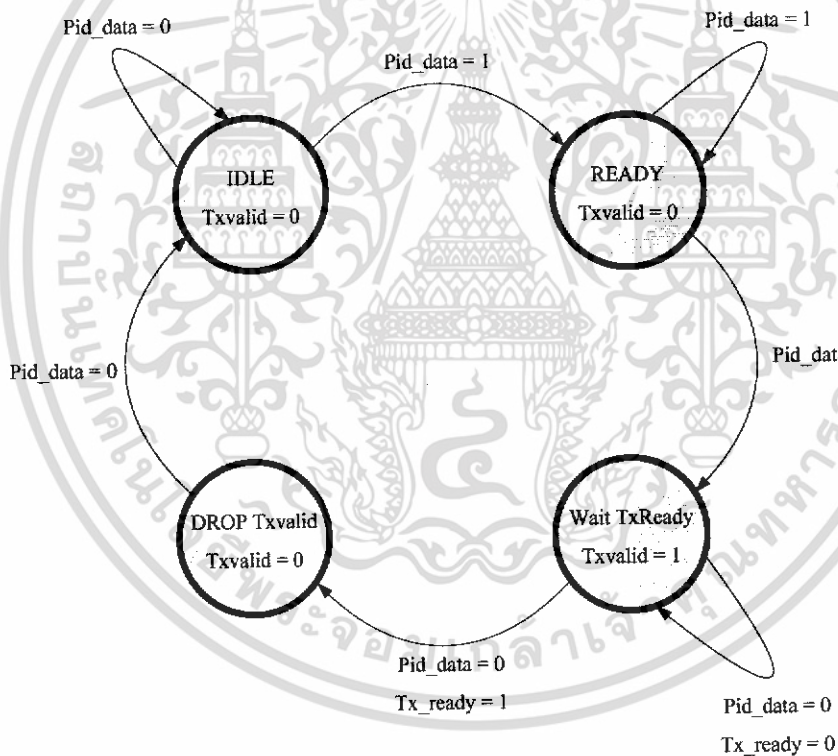 Pid_data = 0
Pid_data = 1
Pid_data = 1
IDLE
Txvalid = 0
READY
Txvalid = 0
Pid_data = 0
Pid_dat
DROP Txvalid
Txvalid = 0
Wait TxReady
Txvalid = 1
Pid_data = 0
Tx_ready = 1
Pid_data = 0
Tx_ready = 0